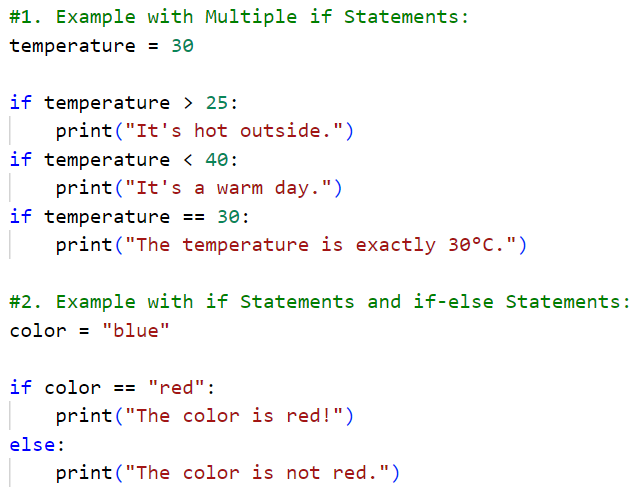 #1. Example with Multiple if Statements:
temperature = 30

if temperature > 25:
    print("It's hot outside.")
if temperature < 40:
    print("It's a warm day.")
if temperature == 30:
    print("The temperature is exactly 30°C.")

#2. Example with if Statements and if-else Statements:
color = "blue"

if color == "red":
    print("The color is red!")
else:
    print("The color is not red.")